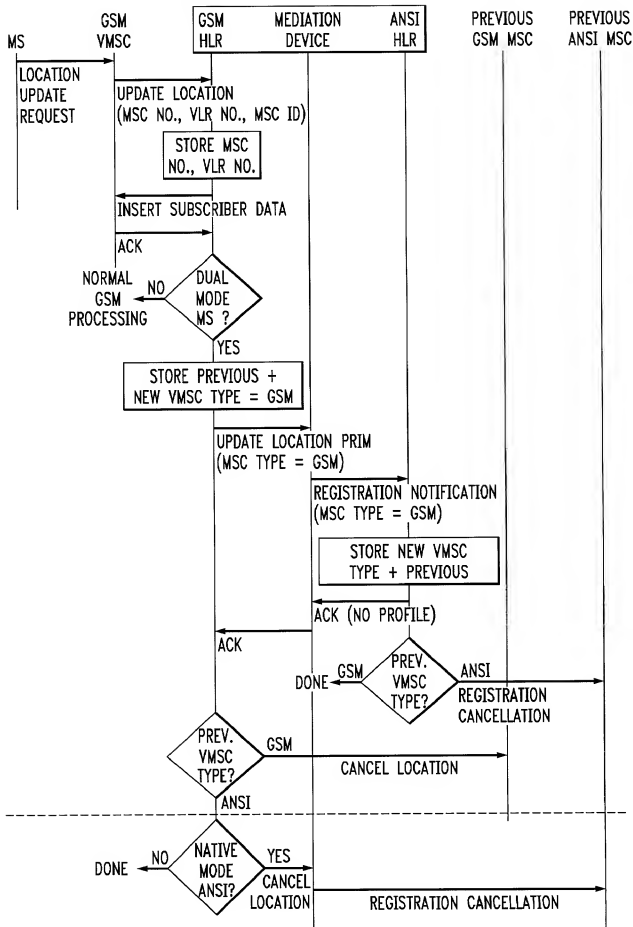 MS
GSM
VMSC
GSM
HLR
MEDIATION
DEVICE
ANSI
HLR
PREVIOUS
GSM MSC
PREVIOUS
ANSI MSC
LOCATION
UPDATE
REQUEST
UPDATE LOCATION
(MSC NO., VLR NO., MSC ID)
STORE MSC
NO., VLR NO.
INSERT SUBSCRIBER DATA
ACK
DUAL
MODE
MS ?
NO
NORMAL
GSM
PROCESSING
YES
STORE PREVIOUS +
NEW VMSC TYPE = GSM
UPDATE LOCATION PRIM
(MSC TYPE = GSM)
REGISTRATION NOTIFICATION
(MSC TYPE = GSM)
STORE NEW VMSC
TYPE + PREVIOUS
ACK (NO PROFILE)
ACK
PREV.
VMSC
TYPE?
GSM
DONE
ANSI
REGISTRATION
CANCELLATION
PREV.
VMSC
TYPE?
GSM
CANCEL LOCATION
ANSI
NATIVE
MODE
ANSI?
NO
DONE
YES
CANCEL
LOCATION
REGISTRATION CANCELLATION